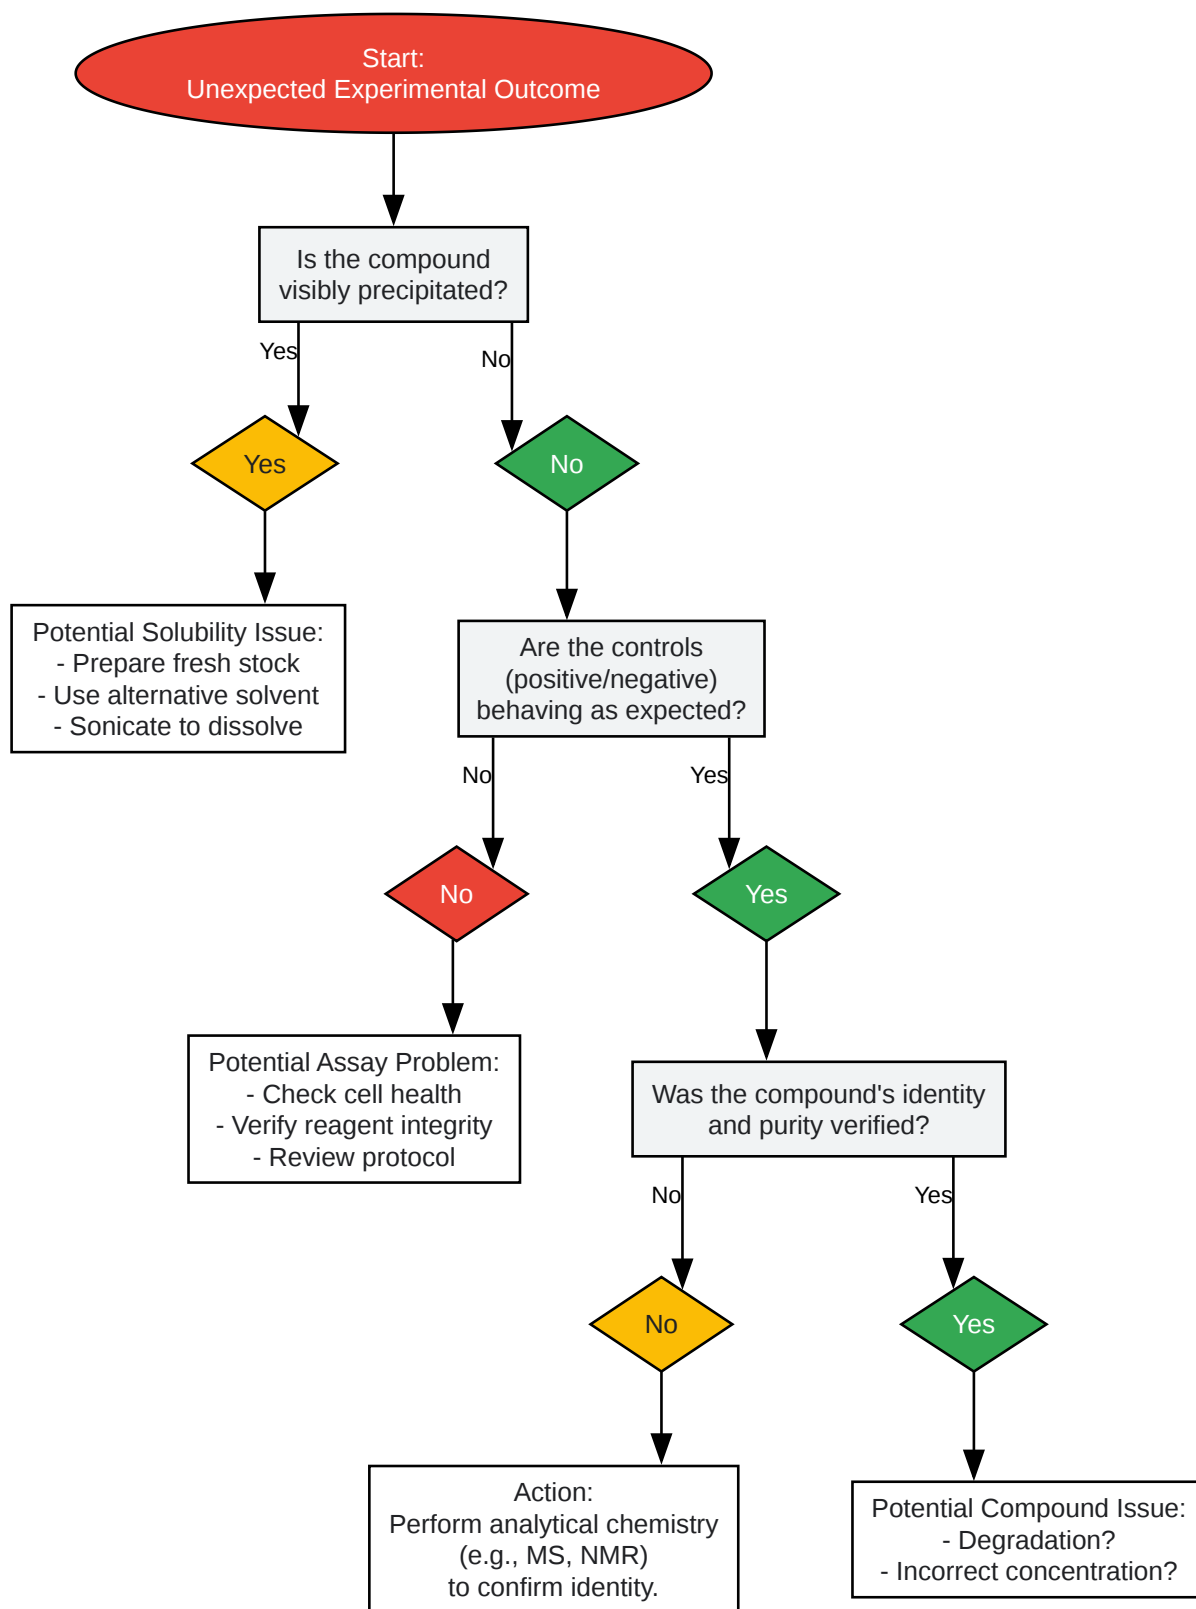 Start:
Unexpected Experimental Outcome
Is the compound
visibly precipitated?
Yes
No
Yes
No
Potential Solubility Issue:
- Prepare fresh stock
- Use alternative solvent
- Sonicate to dissolve
Are the controls
(positive/negative)
behaving as expected?
No
Yes
No
Yes
Potential Assay Problem:
- Check cell health
- Verify reagent integrity
- Review protocol
Was the compound's identity
and purity verified?
No
Yes
No
Yes
Action:
Perform analytical chemistry
(e.g., MS, NMR)
to confirm identity.
Potential Compound Issue:
- Degradation?
- Incorrect concentration?